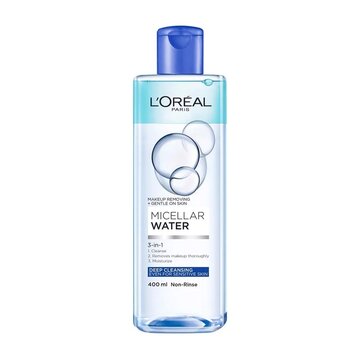 L'ORÉAL
PARIS
MAKEUP REMOVING
+ GENTLE ON SKIN
MICELLAR
WATER
3-in-1
1. Cleanse
2. Removes makeup thoroughly
3. Moisturize
DEEP CLEANSING
EVEN FOR SENSITIVE SKIN
400 ml Non-Rinse